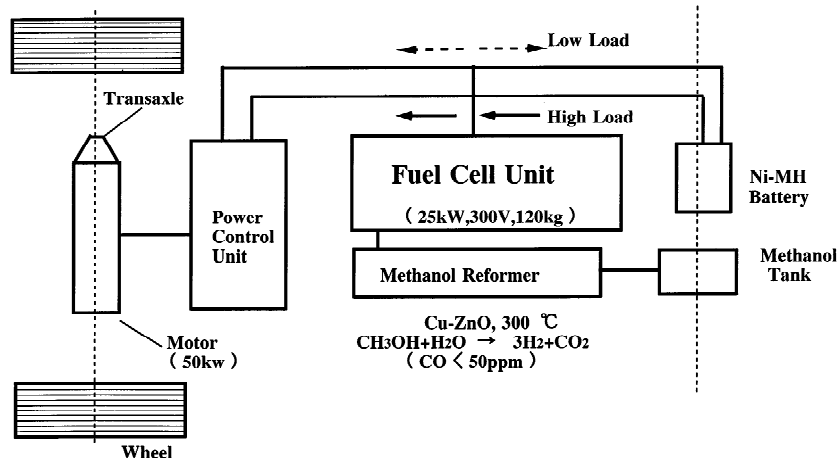 Low Load
Transaxle
High Load
Fuel Cell Unit
( 25kW,300V,120kg )
Ni-MH
Battery
Power
Control
Unit
Methanol Reformer
Methanol
Tank
Cu-ZnO, 300 ℃
CH3OH+H2O → 3H2+CO2
( CO < 50ppm )
Motor
( 50kw )
Wheel